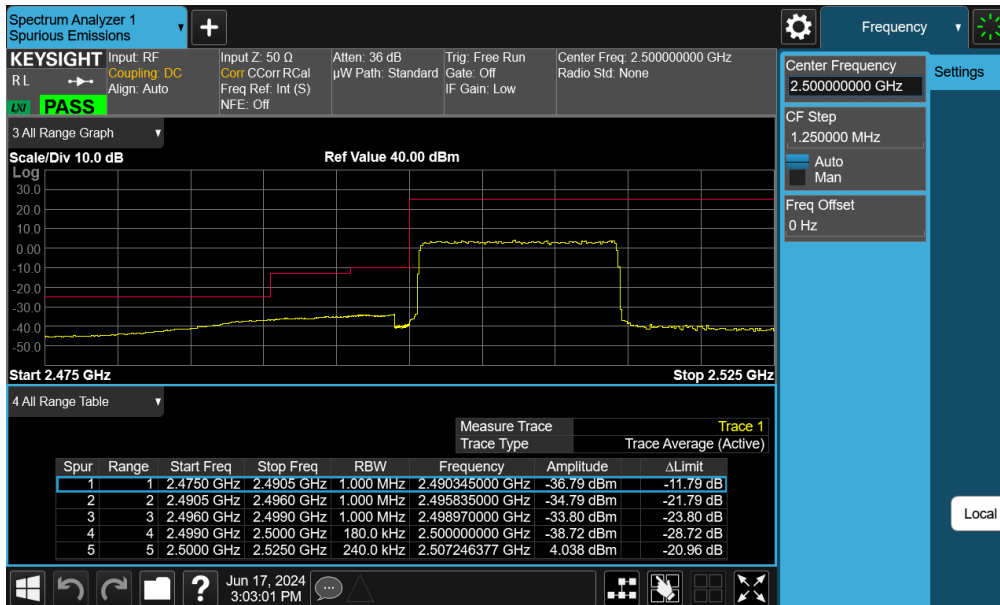 Spectrum Analyzer 1
Spurious Emissions
+
Frequency
KEYSIGHT
R L
LXI
PASS
Input: RF
Coupling: DC
Align: Auto
Input Z: 50 Ω
Corr CCorr RCal
Freq Ref: Int (S)
NFE: Off
Atten: 36 dB
µW Path: Standard
Trig: Free Run
Gate: Off
IF Gain: Low
Center Freq: 2.500000000 GHz
Radio Std: None
Center Frequency
2.500000000 GHz
Settings
CF Step
1.250000 MHz
Auto
Man
Freq Offset
0 Hz
Local
3 All Range Graph
Scale/Div 10.0 dB
Ref Value 40.00 dBm
Log
30.0
20.0
10.0
0.00
-10.0
-20.0
-30.0
-40.0
-50.0
Start 2.475 GHz
Stop 2.525 GHz
4 All Range Table
Measure Trace Trace 1
Trace Type Trace Average (Active)
Spur Range Start Freq Stop Freq RBW Frequency Amplitude ΔLimit
1 1 2.4750 GHz 2.4905 GHz 1.000 MHz 2.490345000 GHz -36.79 dBm -11.79 dB
2 2 2.4905 GHz 2.4960 GHz 1.000 MHz 2.495835000 GHz -34.79 dBm -21.79 dB
3 3 2.4960 GHz 2.4990 GHz 1.000 MHz 2.498970000 GHz -33.80 dBm -23.80 dB
4 4 2.4990 GHz 2.5000 GHz 180.0 kHz 2.500000000 GHz -38.72 dBm -28.72 dB
5 5 2.5000 GHz 2.5250 GHz 240.0 kHz 2.507246377 GHz 4.038 dBm -20.96 dB
?
Jun 17, 2024
3:03:01 PM